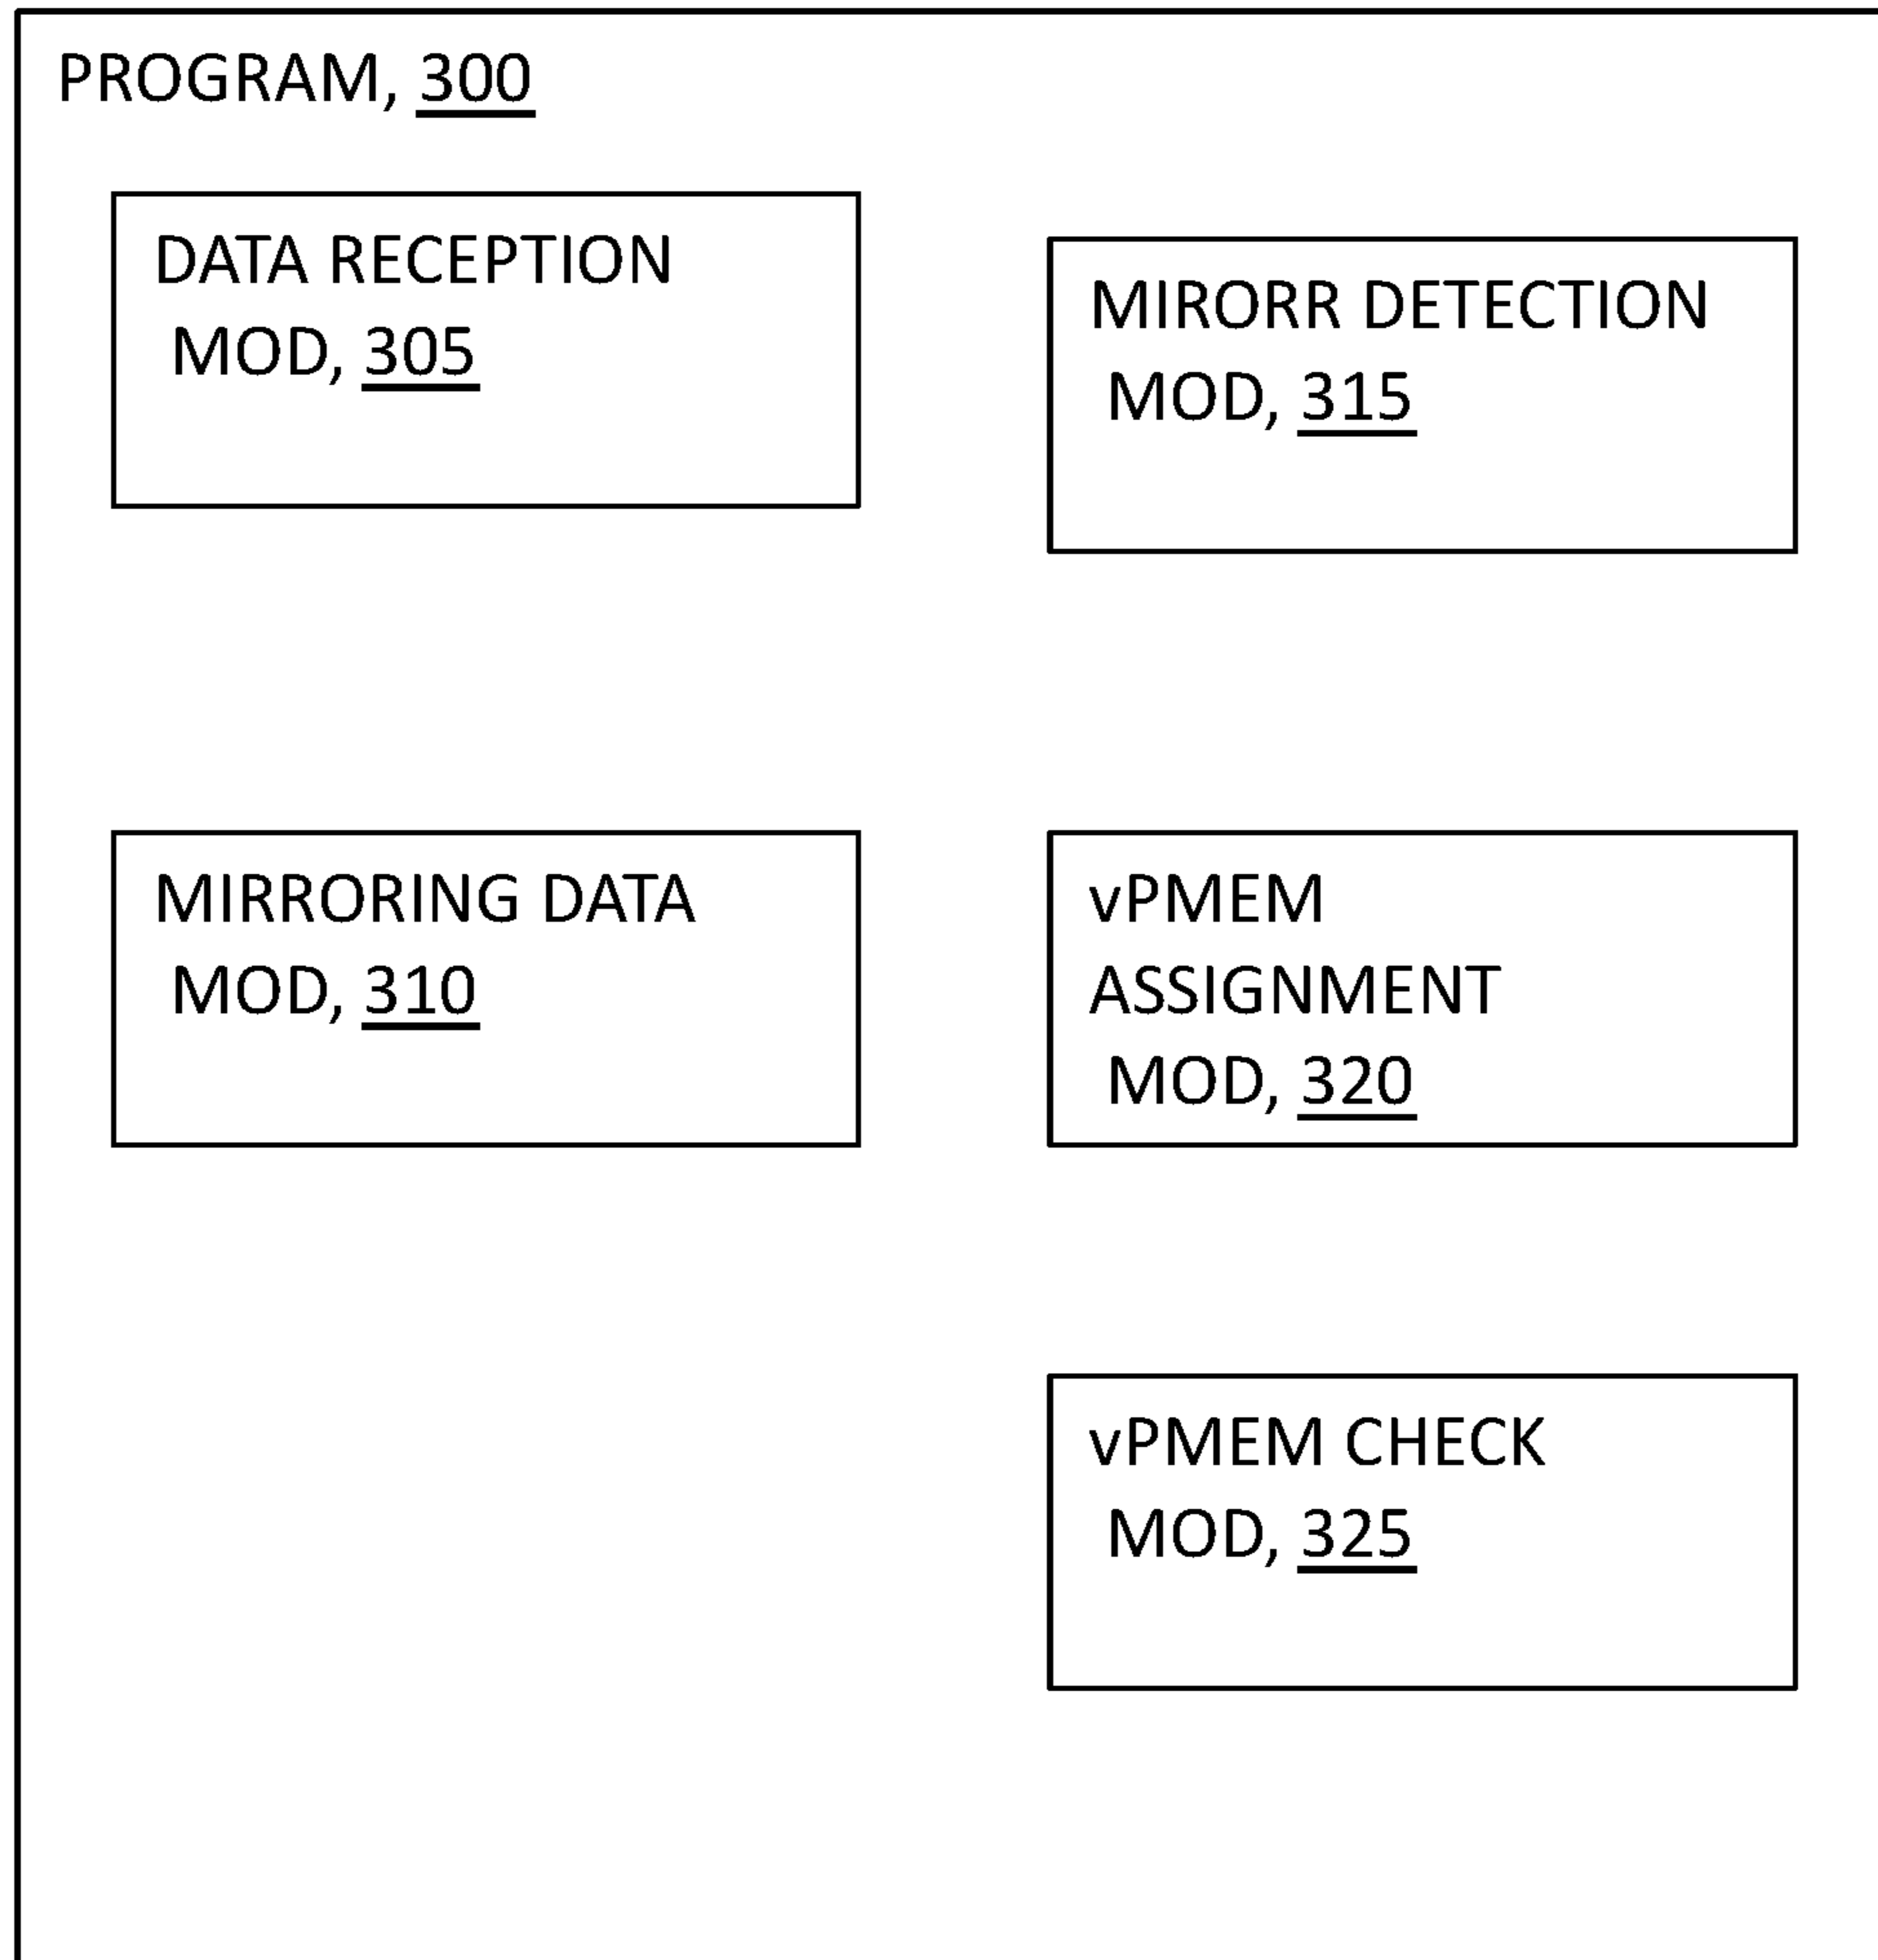 PROGRAM, 300
DATA RECEPTION
MOD, 305
MIRORR DETECTION
MOD, 315
MIRRORING DATA
MOD, 310
vPMEM
ASSIGNMENT
MOD, 320
vPMEM CHECK
MOD, 325